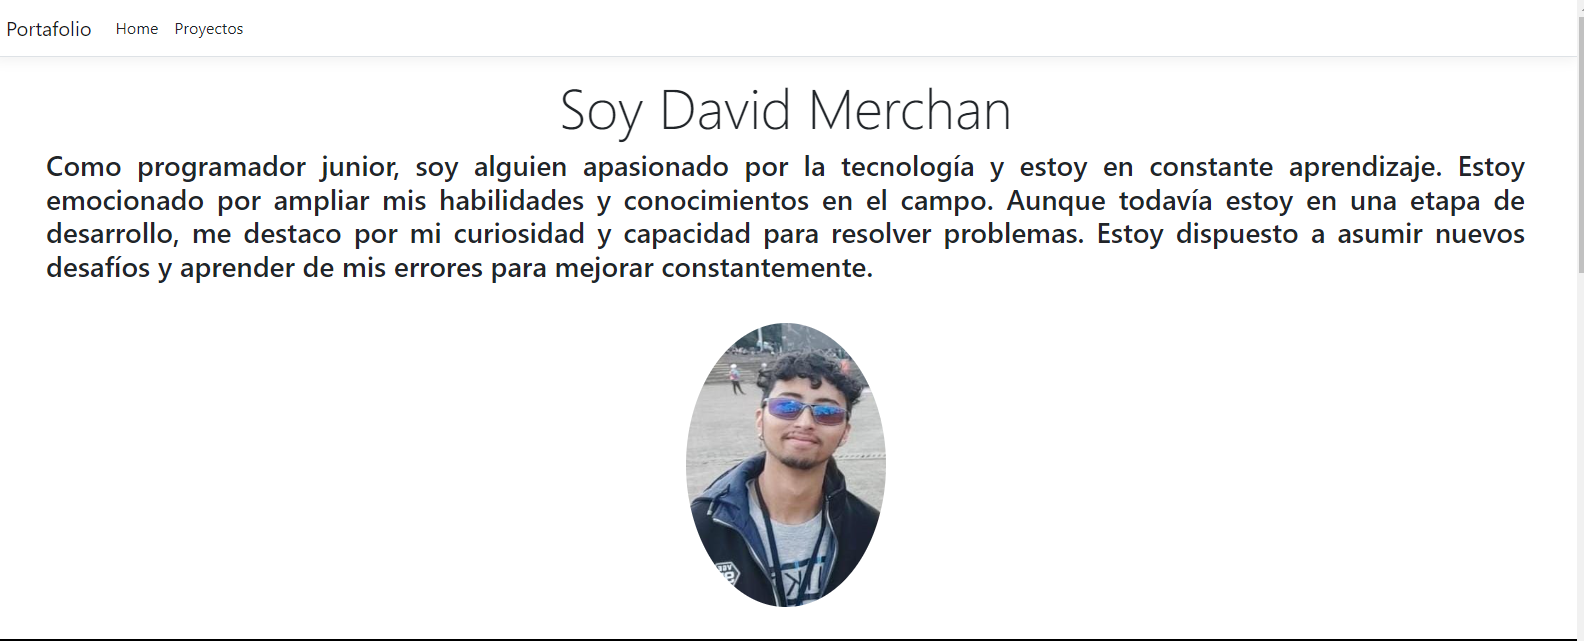 Portafolio Home Proyectos
Soy David Merchan
Como programador junior, soy alguien apasionado por la tecnología y estoy en constante aprendizaje. Estoy
emocionado por ampliar mis habilidades y conocimientos en el campo. Aunque todavía estoy en una etapa de
desarrollo, me destaco por mi curiosidad y capacidad para resolver problemas. Estoy dispuesto a asumir nuevos
desafíos y aprender de mis errores para mejorar constantemente.